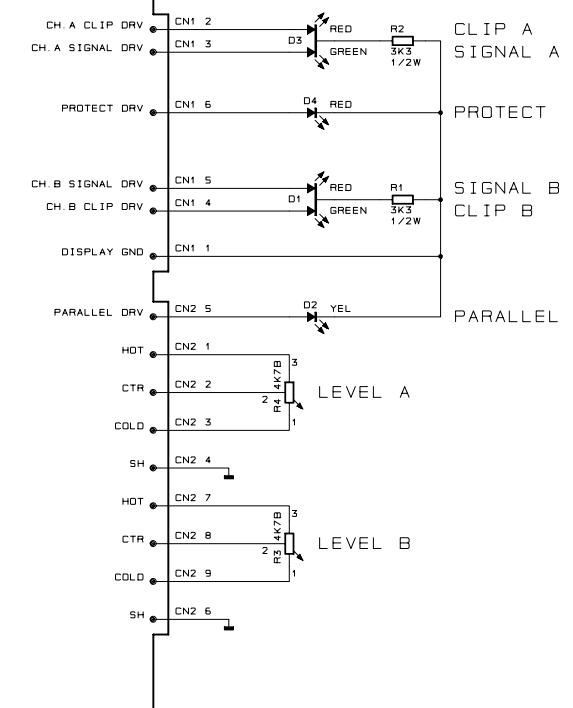 CH.A CLIP DRV CN1 2 RED R2 CLIP A
CH.A SIGNAL DRV CN1 3 D3 GREEN 3K3 SIGNAL A
1/2W
D4
PROTECT DRV CN1 6 RED PROTECT
CH.B SIGNAL DRV CN1 5 RED R1 SIGNAL B
CH.B CLIP DRV CN1 4 D1 GREEN 3K3 CLIP B
1/2W
DISPLAY GND CN1 1
D2
PARALLEL DRV CN2 5 YEL PARALLEL
HOT CN2 1
3
CTR CN2 2 2 R4 4K7B LEVEL A
COLD CN2 3 1
SH CN2 4
HOT CN2 7
3
CTR CN2 8 2 R3 4K7B LEVEL B
COLD CN2 9 1
SH CN2 6